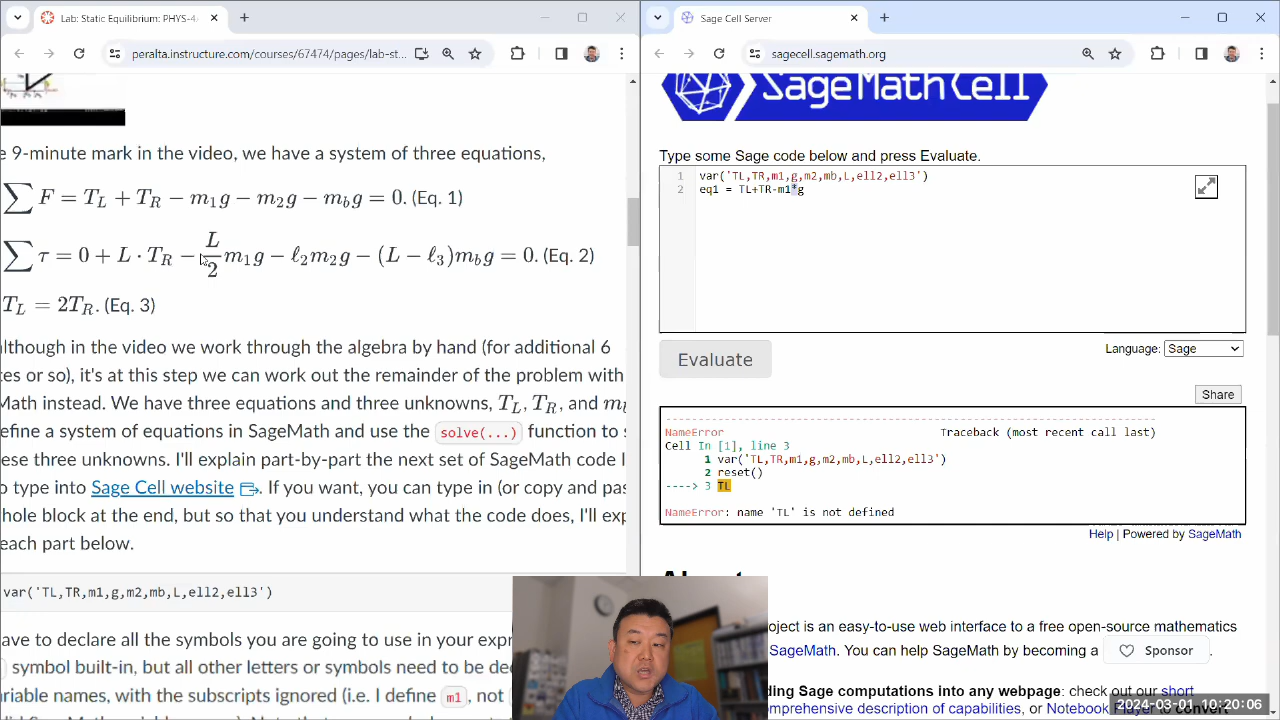 Lab: Static Equilibrium: PHYS-4/
peralta.instructure.com/courses/67474/pages/lab-st...
e 9-minute mark in the video, we have a system of three equations,
∑ F = T_L + T_R − m_1g − m_2g − m_bg = 0. (Eq. 1)
∑ τ = 0 + L · T_R − L/2 m_1g − ℓ_2m_2g − (L − ℓ_3)m_bg = 0. (Eq. 2)
T_L = 2T_R. (Eq. 3)
although in the video we work through the algebra by hand (for additional 6
tes or so), it's at this step we can work out the remainder of the problem with
Math instead. We have three equations and three unknowns, T_L, T_R, and m_b
efine a system of equations in SageMath and use the solve(...) function to s
ese three unknowns. I'll explain part-by-part the next set of SageMath code I
o type into Sage Cell website. If you want, you can type in (or copy and pas
hole block at the end, but so that you understand what the code does, I'll exp
each part below.
var('TL,TR,m1,g,m2,mb,L,ell2,ell3')
ave to declare all the symbols you are going to use in your expr
symbol built-in, but all other letters or symbols need to be dec
riable names, with the subscripts ignored (i.e. I define m1, not
Sage Cell Server
sagecell.sagemath.org
SageMathCell
Type some Sage code below and press Evaluate.
1 var('TL,TR,m1,g,m2,mb,L,ell2,ell3')
2 eq1 = TL+TR-m1*g
Evaluate
Language: Sage
Share
NameError Traceback (most recent call last)
Cell In [1], line 3
1 var('TL,TR,m1,g,m2,mb,L,ell2,ell3')
2 reset()
----> 3 TL
NameError: name 'TL' is not defined
Help | Powered by SageMath
oject is an easy-to-use web interface to a free open-source mathematics
SageMath. You can help SageMath by becoming a Sponsor.
ding Sage computations into any webpage: check out our short
mprehensive description of capabilities, or Notebook Player to convert
2024-03-01 10:20:06